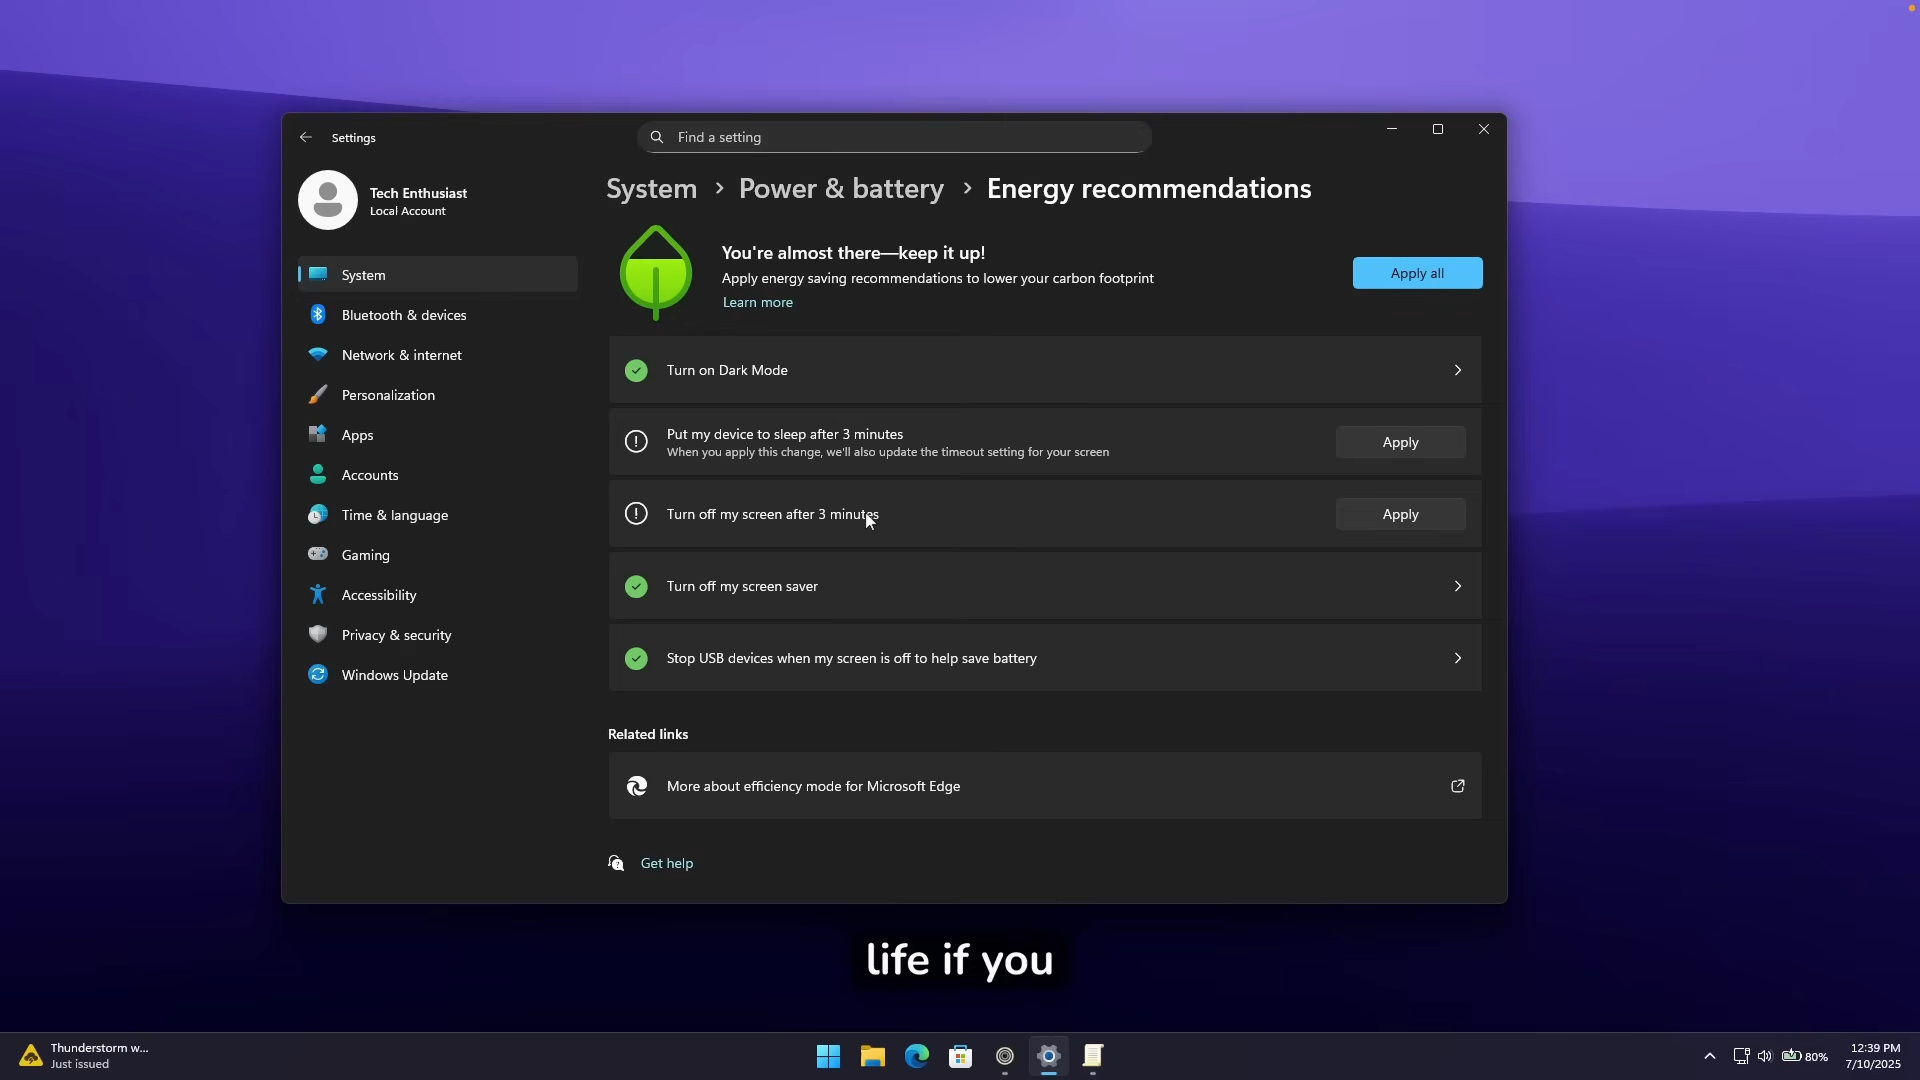 Settings
Find a setting
Tech Enthusiast
Local Account
System
Bluetooth & devices
Network & internet
Personalization
Apps
Accounts
Time & language
Gaming
Accessibility
Privacy & security
Windows Update
System > Power & battery > Energy recommendations
You're almost there—keep it up!
Apply energy saving recommendations to lower your carbon footprint
Learn more
Apply all
Turn on Dark Mode
Put my device to sleep after 3 minutes
When you apply this change, we'll also update the timeout setting for your screen
Apply
Turn off my screen after 3 minutes
Apply
Turn off my screen saver
Stop USB devices when my screen is off to help save battery
Related links
More about efficiency mode for Microsoft Edge
Get help
life if you
Thunderstorm w...
Just issued
80%
12:39 PM
7/10/2025